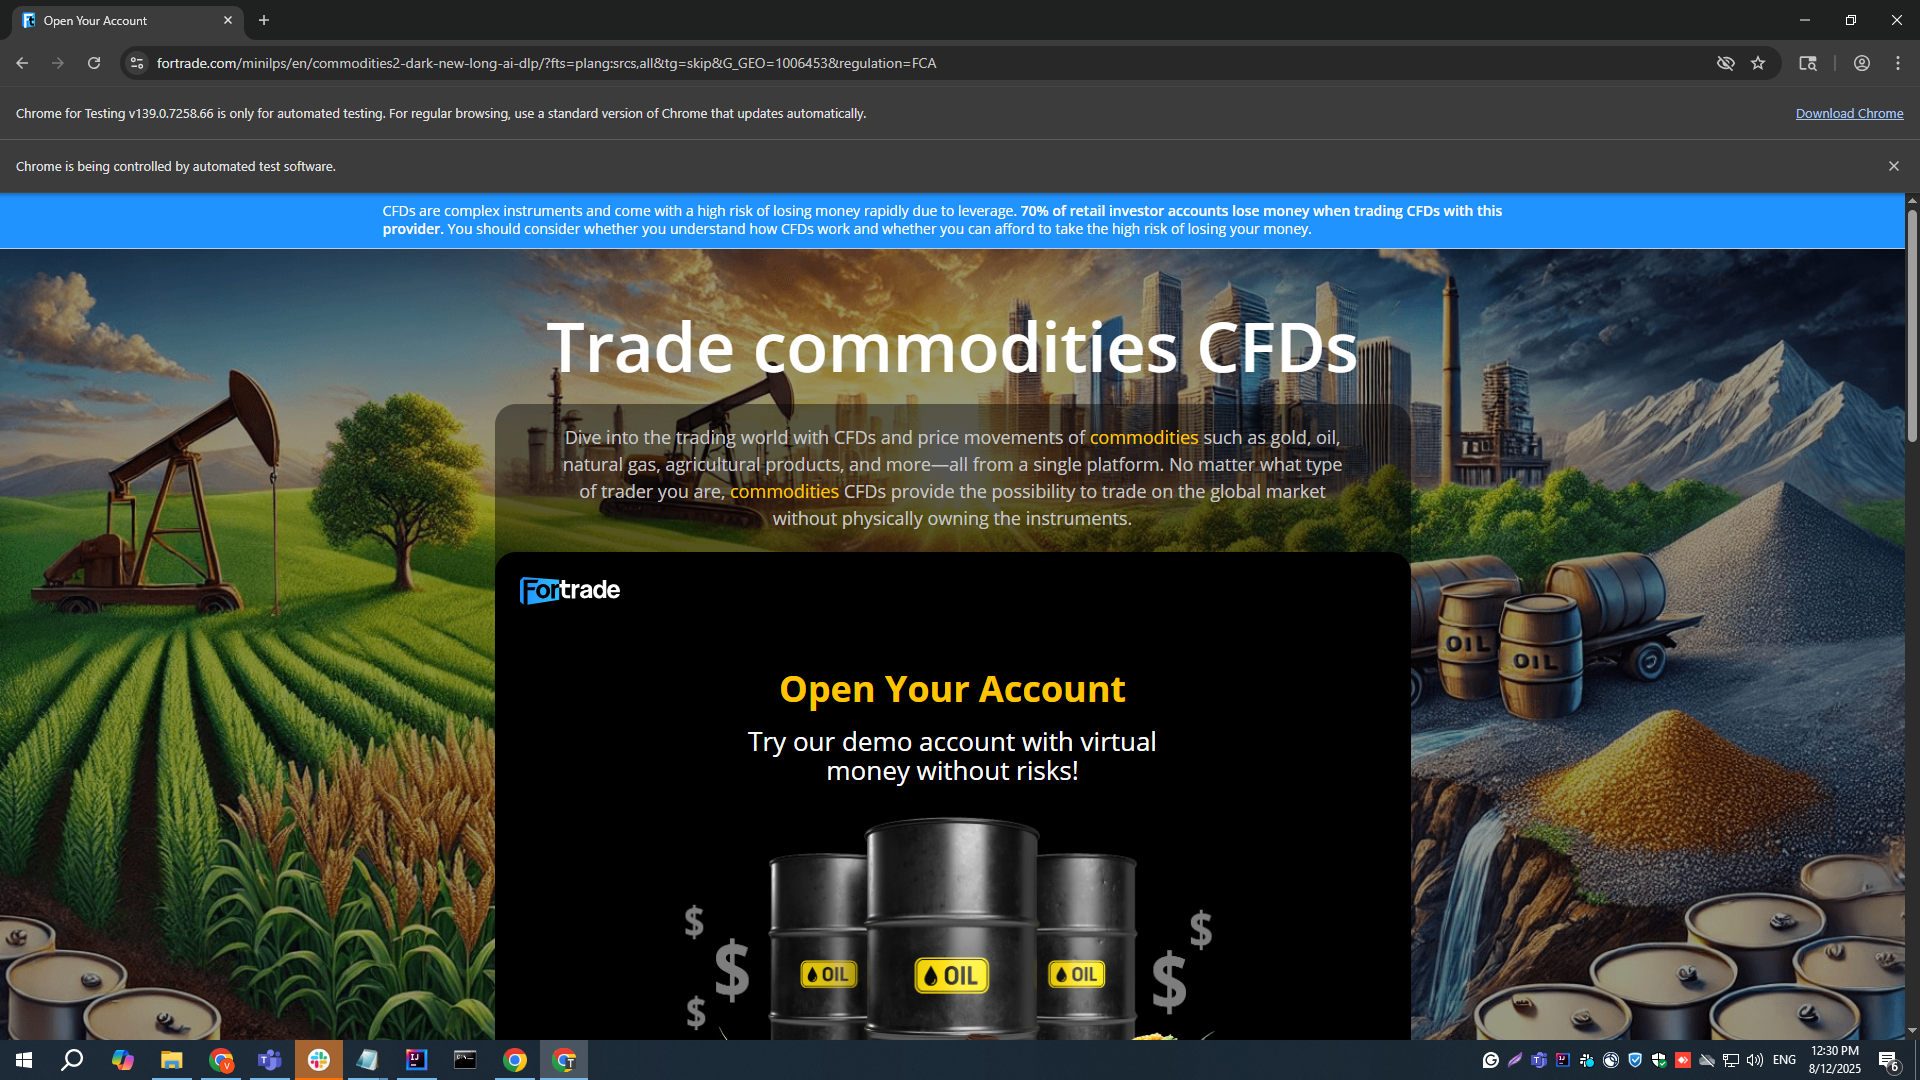 Open Your Account
fortrade.com/minilps/en/commodities2-dark-new-long-ai-dlp/?fts=plang:srcs,all&tg=skip&G_GEO=1006453&regulation=FCA
Chrome for Testing v139.0.7258.66 is only for automated testing. For regular browsing, use a standard version of Chrome that updates automatically.
Download Chrome
Chrome is being controlled by automated test software.
CFDs are complex instruments and come with a high risk of losing money rapidly due to leverage. 70% of retail investor accounts lose money when trading CFDs with this
provider. You should consider whether you understand how CFDs work and whether you can afford to take the high risk of losing your money.
Trade commodities CFDs
Dive into the trading world with CFDs and price movements of commodities such as gold, oil,
natural gas, agricultural products, and more—all from a single platform. No matter what type
of trader you are, commodities CFDs provide the possibility to trade on the global market
without physically owning the instruments.
Fortrade
OIL
OIL
Open Your Account
Try our demo account with virtual
money without risks!
$ $ $ $ $
OIL OIL OIL
ENG
12:30 PM
8/12/2025
6